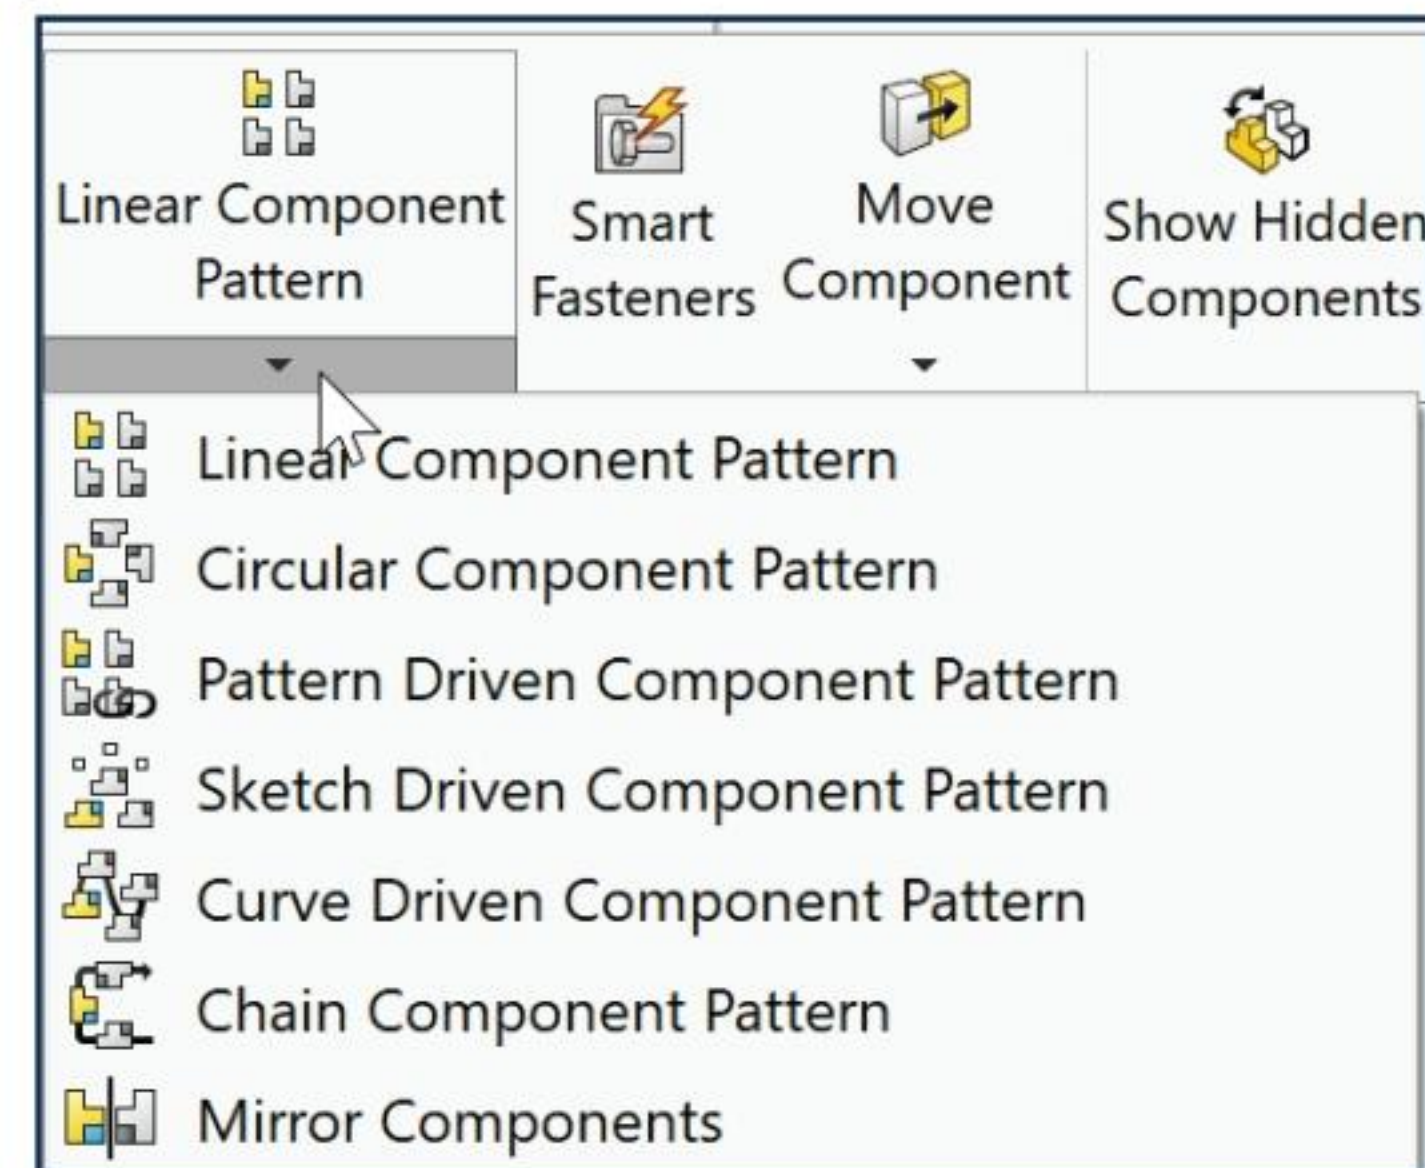 Linear Component
Pattern
Smart
Fasteners
Move
Component
Show Hidden
Components
Linear Component Pattern
Circular Component Pattern
Pattern Driven Component Pattern
Sketch Driven Component Pattern
Curve Driven Component Pattern
Chain Component Pattern
Mirror Components